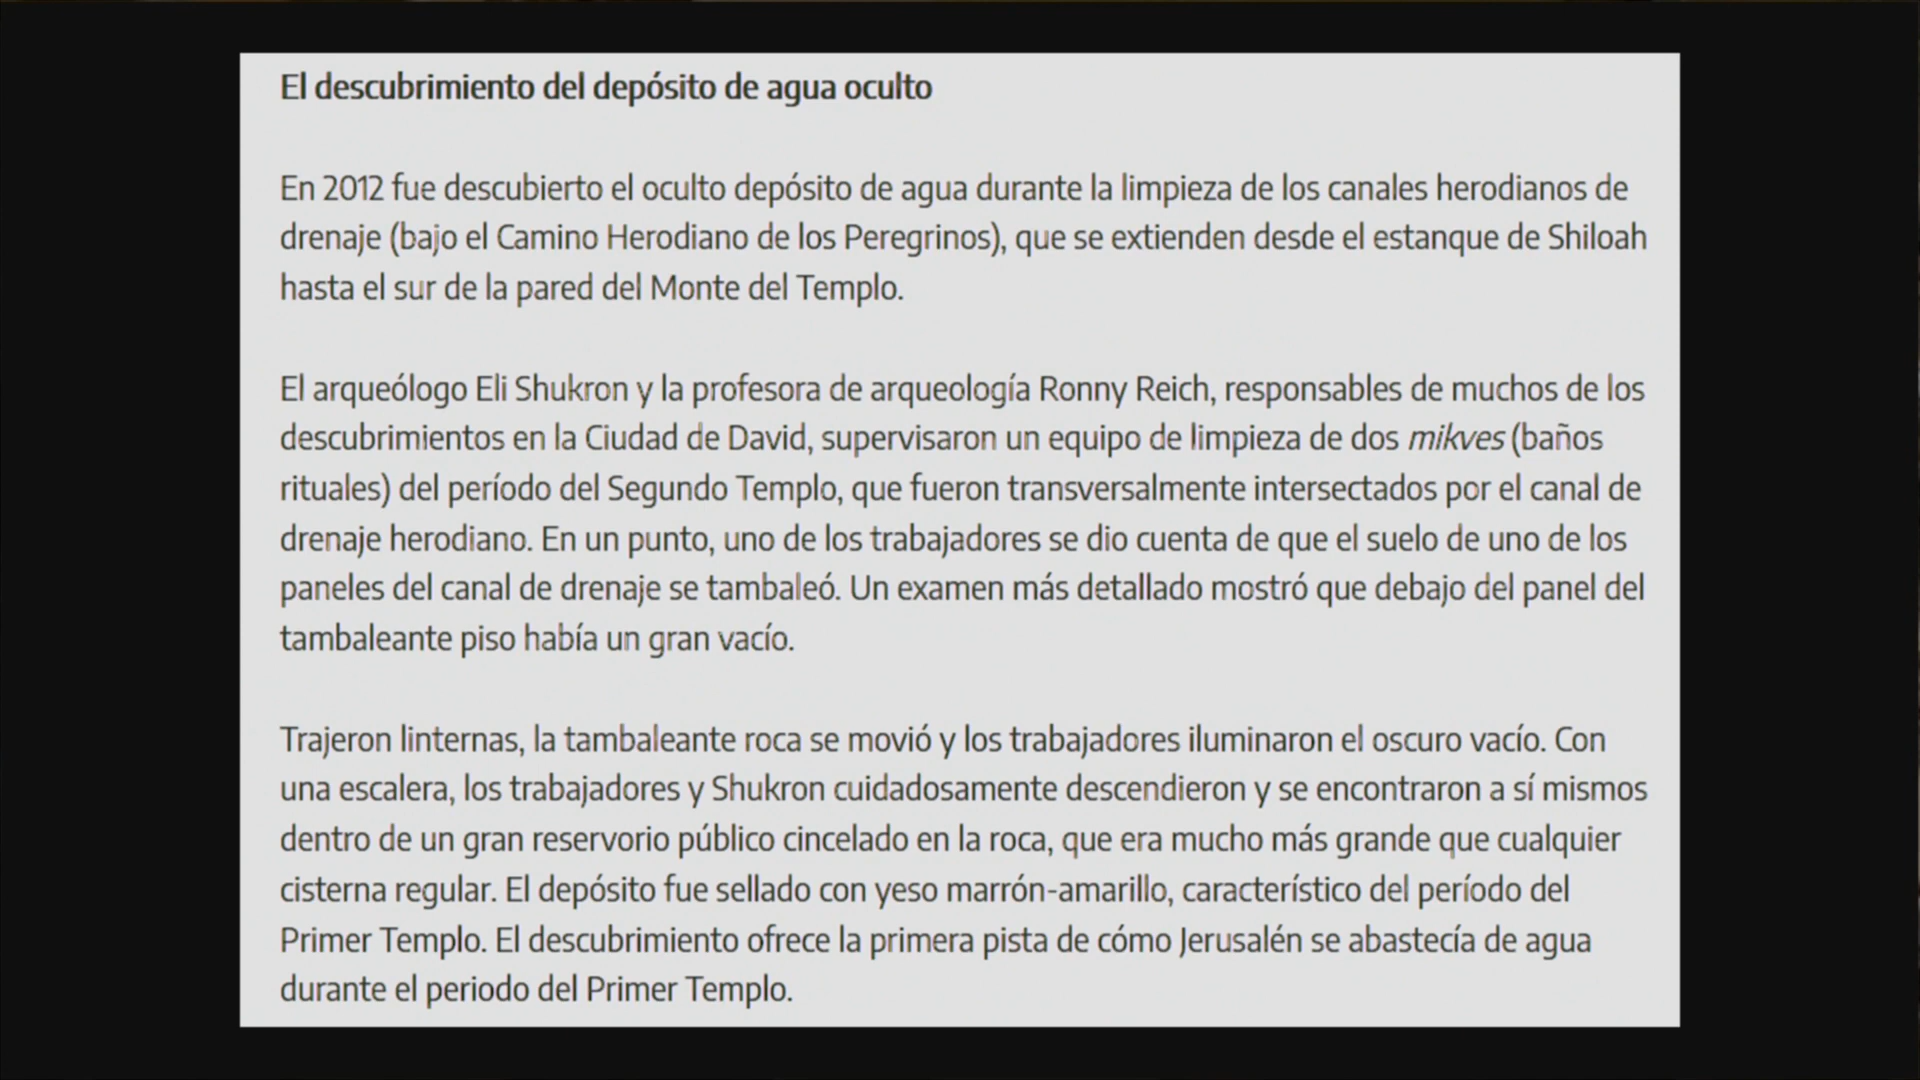 El descubrimiento del depósito de agua oculto
En 2012 fue descubierto el oculto depósito de agua durante la limpieza de los canales herodianos de
drenaje (bajo el Camino Herodiano de los Peregrinos), que se extienden desde el estanque de Shiloah
hasta el sur de la pared del Monte del Templo.
El arqueólogo Eli Shukron y la profesora de arqueología Ronny Reich, responsables de muchos de los
descubrimientos en la Ciudad de David, supervisaron un equipo de limpieza de dos mikves (baños
rituales) del período del Segundo Templo, que fueron transversalmente intersectados por el canal de
drenaje herodiano. En un punto, uno de los trabajadores se dio cuenta de que el suelo de uno de los
paneles del canal de drenaje se tambaleó. Un examen más detallado mostró que debajo del panel del
tambaleante piso había un gran vacío.
Trajeron linternas, la tambaleante roca se movió y los trabajadores iluminaron el oscuro vacío. Con
una escalera, los trabajadores y Shukron cuidadosamente descendieron y se encontraron a sí mismos
dentro de un gran reservorio público cincelado en la roca, que era mucho más grande que cualquier
cisterna regular. El depósito fue sellado con yeso marrón-amarillo, característico del período del
Primer Templo. El descubrimiento ofrece la primera pista de cómo Jerusalén se abastecía de agua
durante el periodo del Primer Templo.